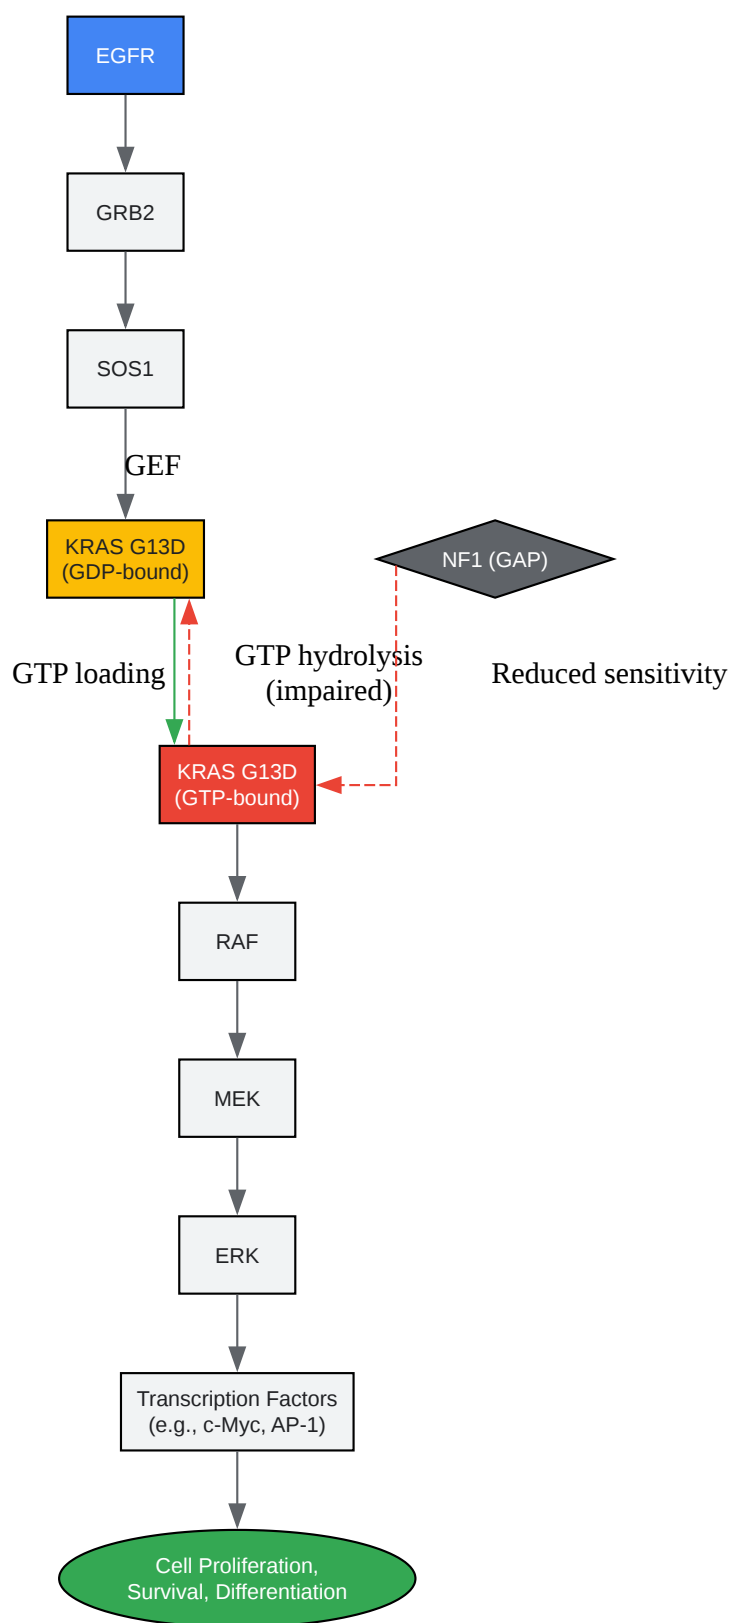 EGFR
GRB2
SOS1
GEF
KRAS G13D
(GDP-bound)
NF1 (GAP)
GTP loading
GTP hydrolysis
(impaired)
Reduced sensitivity
KRAS G13D
(GTP-bound)
RAF
MEK
ERK
Transcription Factors
(e.g., c-Myc, AP-1)
Cell Proliferation,
Survival, Differentiation